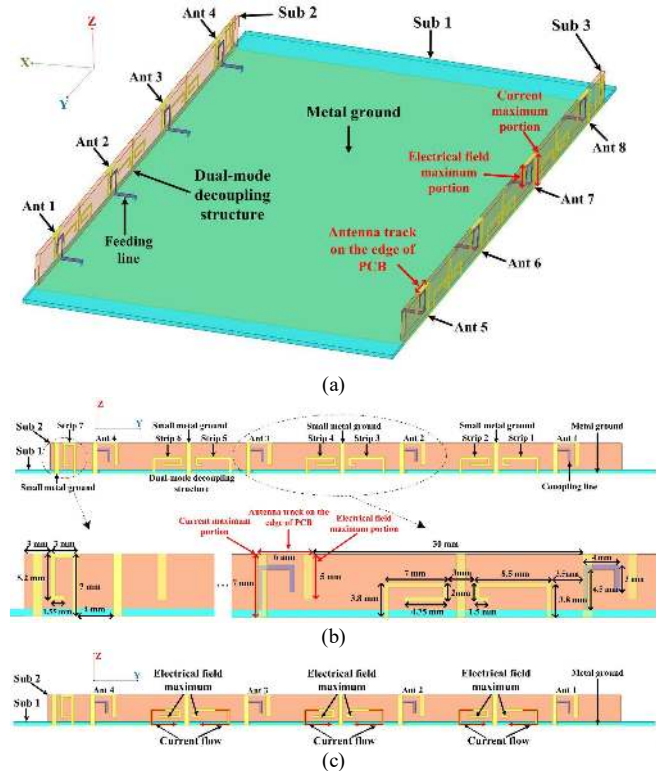 Z
X
Y
Ant 4
Sub 2
Sub 1
Sub 3
Ant 3
Metal ground
Current
maximum
portion
Ant 2
Electrical field
maximum
portion
Ant 8
Ant 1
Dual-mode
decoupling
structure
Ant 7
Feeding
line
Antenna track
on the edge of
PCB
Ant 6
Ant 5
(a)
Z
Y
Sub 2
Strip 7
Sub 1
Ant 4
Small metal ground
Strip 6
Strip 5
Ant 3
Small metal ground
Strip 4
Strip 3
Ant 2
Small metal ground
Strip 2
Strip 1
Ant 1
Metal ground
Small metal ground
Dual-mode decoupling
structure
Coupling
line
Current maximum
portion
Antenna track on the
edge of PCB
Electrical field
maximum portion
3 mm
3 mm
5.2 mm
7 mm
1.55 mm
4 mm
...
7 mm
6 mm
5 mm
30 mm
3.8 mm
7 mm
4.35 mm
3mm
2mm
8.5 mm
1.5 mm
3.5mm
3.8 mm
4 mm
4.5 mm
3 mm
(b)
Z
Y
Sub 2
Sub 1
Ant 4
Electrical field
maximum
Ant 3
Electrical field
maximum
Ant 2
Electrical field
maximum
Ant 1
Metal ground
Current flow
Current flow
Current flow
(c)